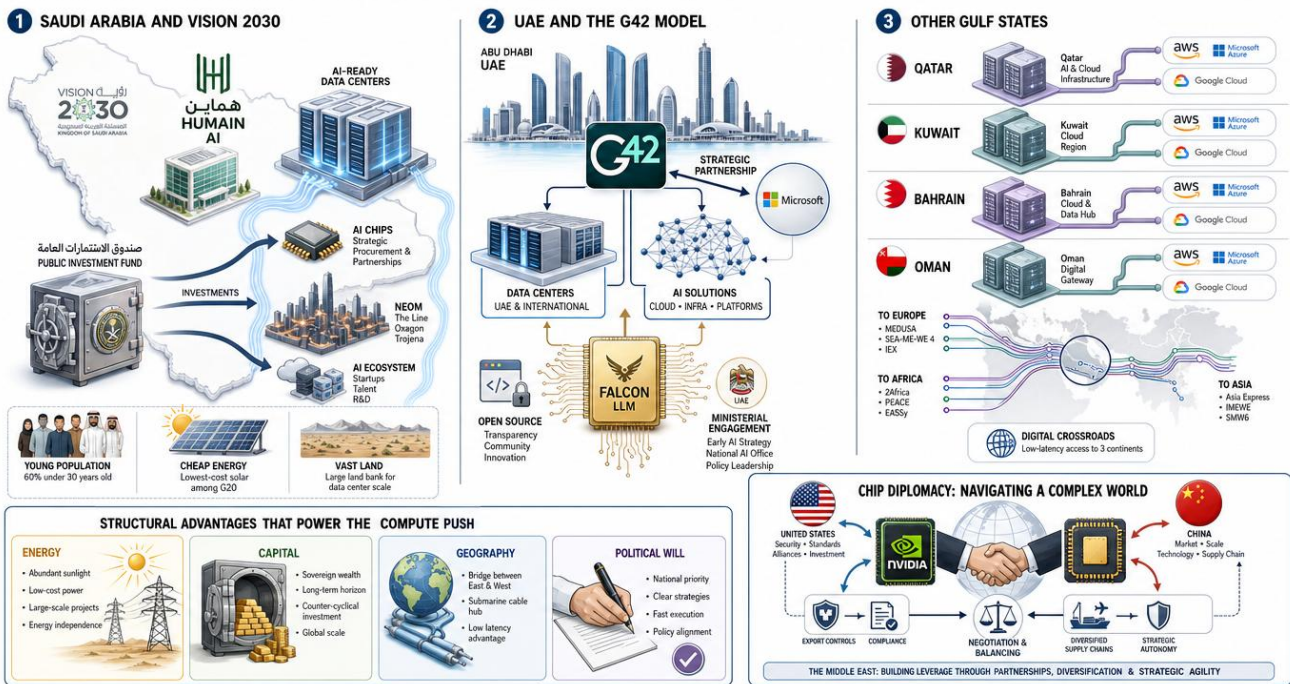 1 SAUDI ARABIA AND VISION 2030
VISION رؤية
2030
المملكة العربية السعودية
KINGDOM OF SAUDI ARABIA
هماين
HUMAIN
AI
AI-READY
DATA CENTERS
صندوق الاستثمارات العامة
PUBLIC INVESTMENT FUND
INVESTMENTS
AI CHIPS
Strategic
Procurement &
Partnerships
NEOM
The Line
Oxagon
Trojena
AI ECOSYSTEM
Startups
Talent
R&D
YOUNG POPULATION
60% under 30 years old
CHEAP ENERGY
Lowest-cost solar
among G20
VAST LAND
Large land bank for
data center scale
2 UAE AND THE G42 MODEL
ABU DHABI
UAE
G42
STRATEGIC
PARTNERSHIP
Microsoft
DATA CENTERS
UAE & INTERNATIONAL
AI SOLUTIONS
CLOUD • INFRA • PLATFORMS
FALCON
LLM
</>
OPEN SOURCE
Transparency
Community
Innovation
UAE
MINISTERIAL
ENGAGEMENT
Early AI Strategy
National AI Office
Policy Leadership
3 OTHER GULF STATES
QATAR
Qatar
AI & Cloud
Infrastructure
aws
Microsoft
Azure
Google Cloud
KUWAIT
Kuwait
Cloud
Region
aws
Microsoft
Azure
Google Cloud
BAHRAIN
Bahrain
Cloud &
Data Hub
aws
Microsoft
Azure
Google Cloud
OMAN
Oman
Digital
Gateway
aws
Microsoft
Azure
Google Cloud
TO EUROPE
• MEDUSA
• SEA-ME-WE 4
• IEX
TO AFRICA
• 2Africa
• PEACE
• EASSy
TO ASIA
• Asia Express
• IMEWE
• SMW6
DIGITAL CROSSROADS
Low-latency access to 3 continents
STRUCTURAL ADVANTAGES THAT POWER THE COMPUTE PUSH
ENERGY
• Abundant sunlight
• Low-cost power
• Large-scale projects
• Energy independence
CAPITAL
• Sovereign wealth
• Long-term horizon
• Counter-cyclical
investment
• Global scale
GEOGRAPHY
• Bridge between
East & West
• Submarine cable
hub
• Low latency
advantage
POLITICAL WILL
• National priority
• Clear strategies
• Fast execution
• Policy alignment
CHIP DIPLOMACY: NAVIGATING A COMPLEX WORLD
UNITED STATES
Security • Standards
Alliances • Investment
NVIDIA
CHINA
Market • Scale
Technology • Supply Chain
EXPORT CONTROLS
COMPLIANCE
NEGOTIATION &
BALANCING
DIVERSIFIED
SUPPLY CHAINS
STRATEGIC
AUTONOMY
THE MIDDLE EAST: BUILDING LEVERAGE THROUGH PARTNERSHIPS, DIVERSIFICATION & STRATEGIC AGILITY